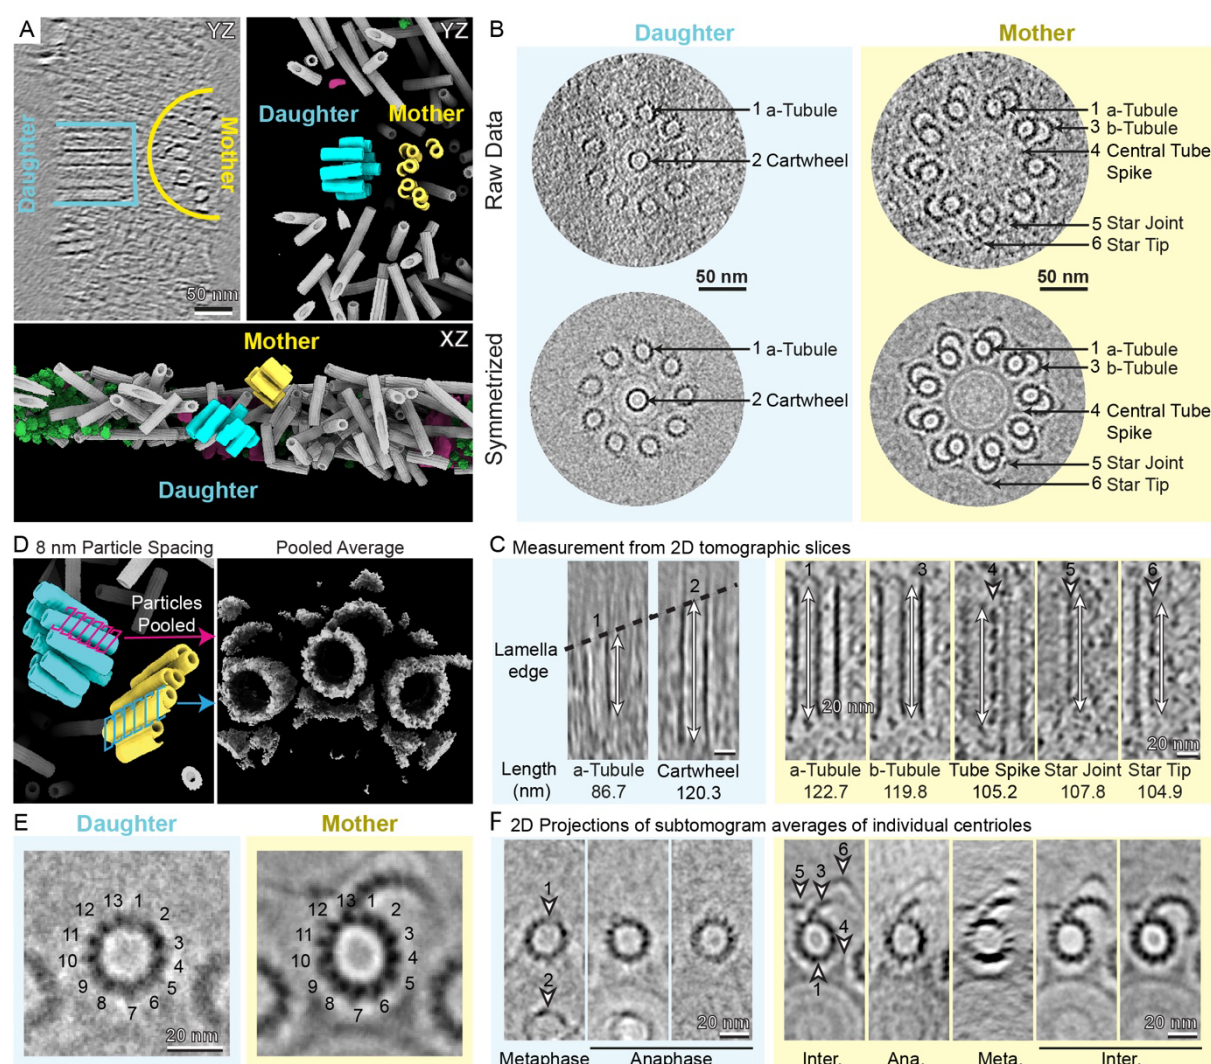 A
YZ
Daughter
Mother
50 nm
YZ
Daughter
Mother
XZ
Mother
Daughter
B
Daughter
Mother
Raw Data
1 a-Tubule
2 Cartwheel
1 a-Tubule
3 b-Tubule
4 Central Tube
Spike
5 Star Joint
6 Star Tip
50 nm
50 nm
Symmetrized
1 a-Tubule
2 Cartwheel
1 a-Tubule
3 b-Tubule
4 Central Tube
Spike
5 Star Joint
6 Star Tip
D
8 nm Particle Spacing
Pooled Average
Particles
Pooled
C Measurement from 2D tomographic slices
Lamella
edge
1
2
1
3
4
5
6
20 nm
20 nm
Length
(nm)
a-Tubule
86.7
Cartwheel
120.3
a-Tubule
122.7
b-Tubule
119.8
Tube Spike
105.2
Star Joint
107.8
Star Tip
104.9
E
Daughter
Mother
13 1
12 2
11 3
10 4
9 5
8 7 6
20 nm
13 1
12 2
11 3
10 4
9 5
8 7 6
F 2D Projections of subtomogram averages of individual centrioles
1
2
20 nm
6
5 3
4
1
20 nm
Metaphase
Anaphase
Inter.
Ana.
Meta.
Inter.